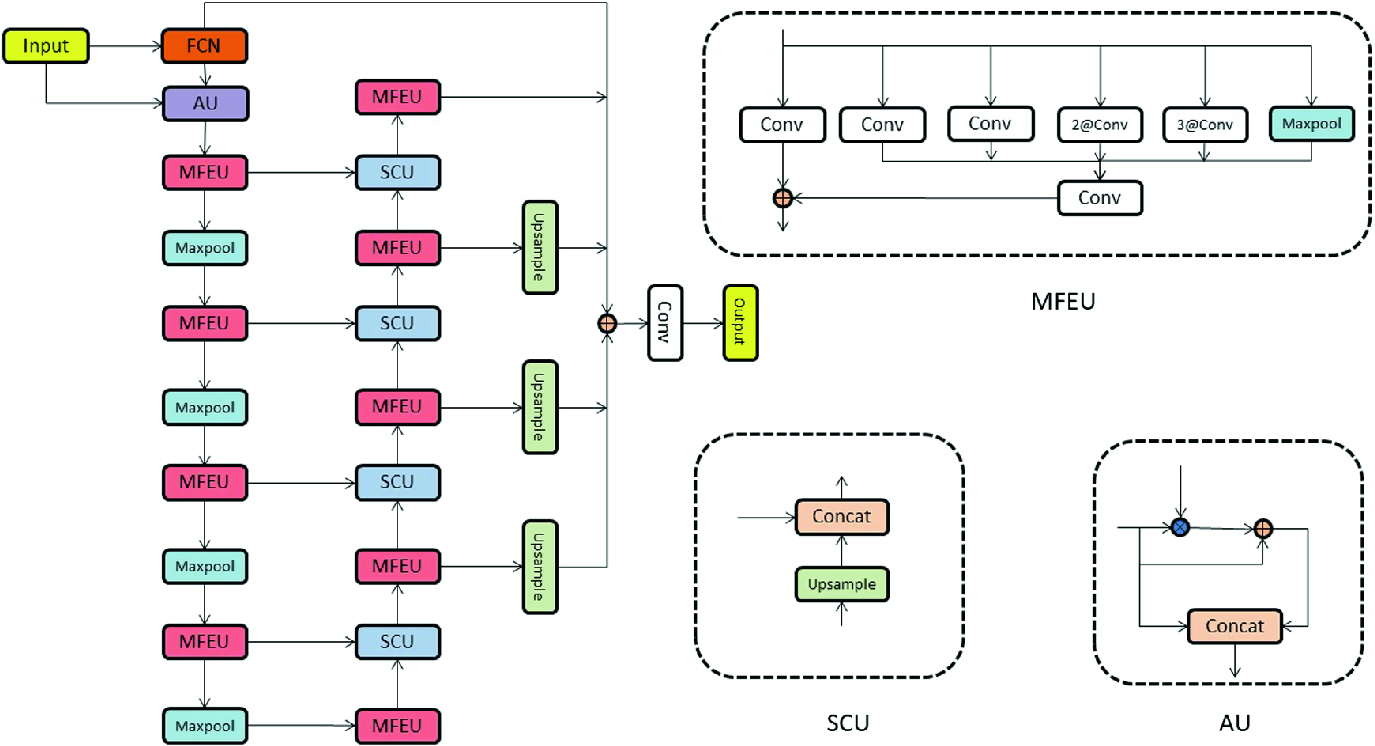 Input
FCN
AU
MFEU
MFEU
SCU
Maxpool
MFEU
Upsample
MFEU
SCU
Conv
Output
Maxpool
MFEU
Upsample
MFEU
SCU
Maxpool
MFEU
Upsample
MFEU
SCU
Maxpool
MFEU
Conv
Conv
Conv
2@Conv
3@Conv
Maxpool
Conv
MFEU
Concat
Upsample
SCU
Concat
AU